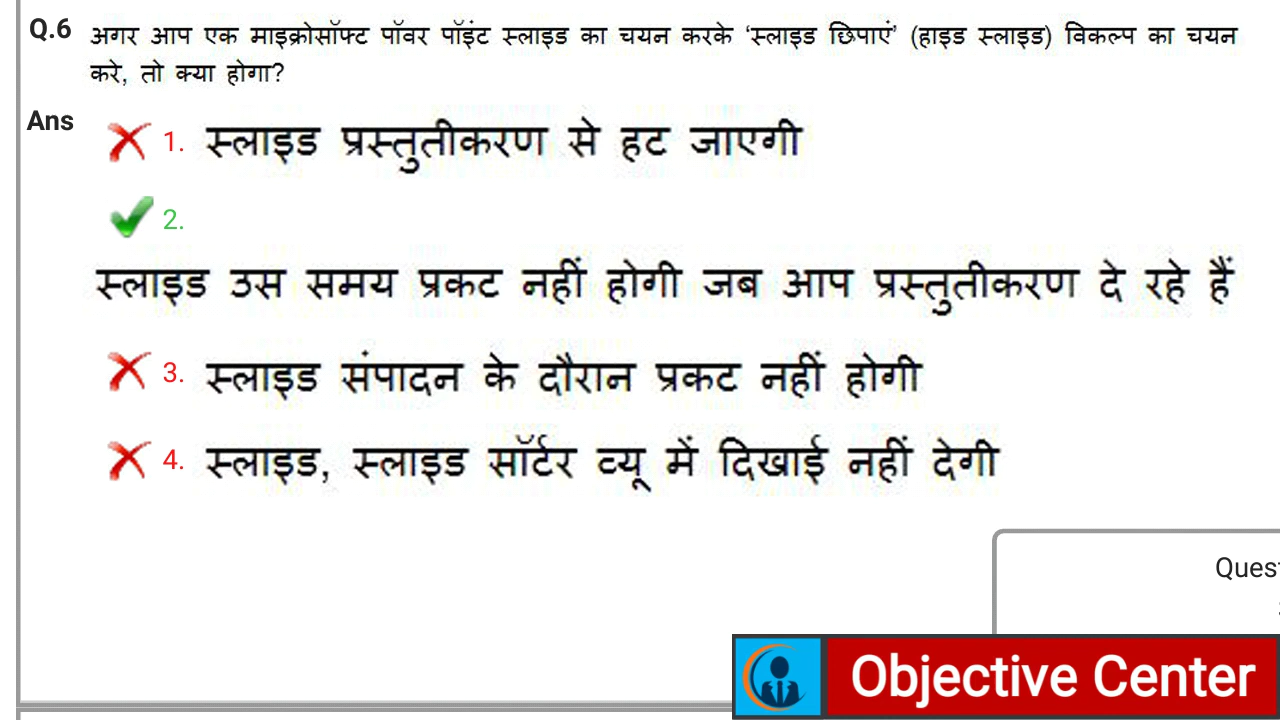 Q.6 अगर आप एक माइक्रोसॉफ्ट पॉवर पॉइंट स्लाइड का चयन करके ‘स्लाइड छिपाएं’ (हाइड स्लाइड) विकल्प का चयन
करे, तो क्या होगा?
Ans
1. स्लाइड प्रस्तुतीकरण से हट जाएगी
2.
स्लाइड उस समय प्रकट नहीं होगी जब आप प्रस्तुतीकरण दे रहे हैं
3. स्लाइड संपादन के दौरान प्रकट नहीं होगी
4. स्लाइड, स्लाइड सॉर्टर व्यू में दिखाई नहीं देगी
Objective Center